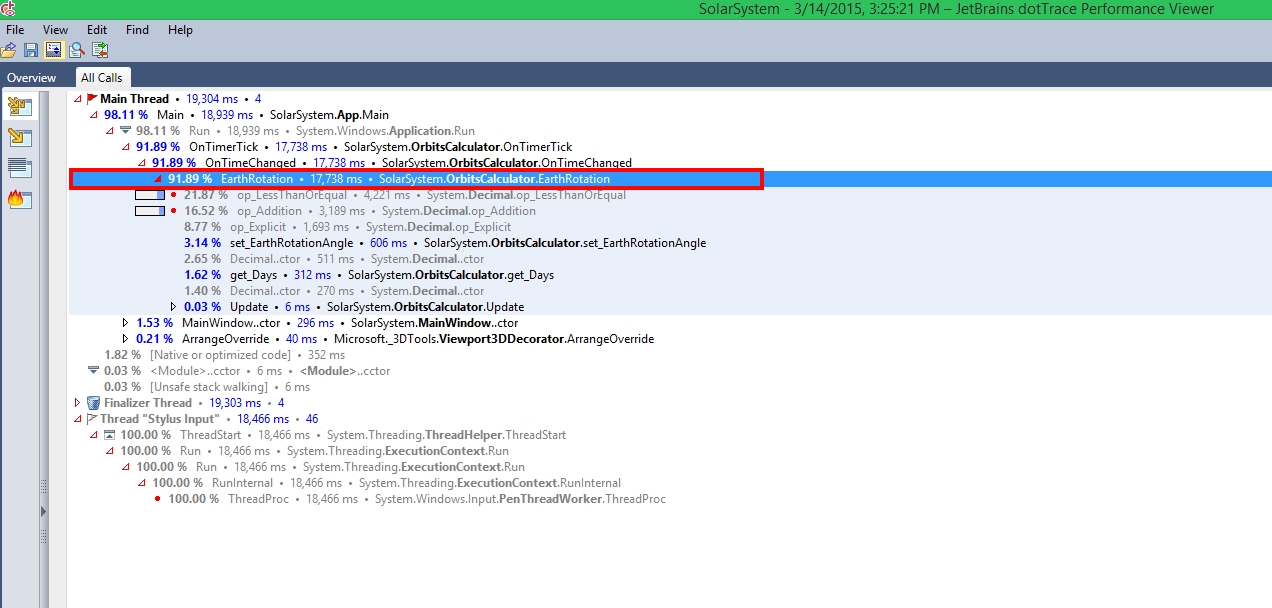 SolarSystem - 3/14/2015, 3:25:21 PM – JetBrains dotTrace Performance Viewer
File View Edit Find Help
Overview All Calls
Main Thread • 19,304 ms • 4
98.11 % Main • 18,939 ms • SolarSystem.App.Main
98.11 % Run • 18,939 ms • System.Windows.Application.Run
91.89 % OnTimerTick • 17,738 ms • SolarSystem.OrbitsCalculator.OnTimerTick
91.89 % OnTimeChanged • 17,738 ms • SolarSystem.OrbitsCalculator.OnTimeChanged
91.89 % EarthRotation • 17,738 ms • SolarSystem.OrbitsCalculator.EarthRotation
21.87 % op_LessThanOrEqual • 4,221 ms • System.Decimal.op_LessThanOrEqual
16.52 % op_Addition • 3,189 ms • System.Decimal.op_Addition
8.77 % op_Explicit • 1,693 ms • System.Decimal.op_Explicit
3.14 % set_EarthRotationAngle • 606 ms • SolarSystem.OrbitsCalculator.set_EarthRotationAngle
2.65 % Decimal..ctor • 511 ms • System.Decimal..ctor
1.62 % get_Days • 312 ms • SolarSystem.OrbitsCalculator.get_Days
1.40 % Decimal..ctor • 270 ms • System.Decimal..ctor
0.03 % Update • 6 ms • SolarSystem.OrbitsCalculator.Update
1.53 % MainWindow..ctor • 296 ms • SolarSystem.MainWindow..ctor
0.21 % ArrangeOverride • 40 ms • Microsoft._3DTools.Viewport3DDecorator.ArrangeOverride
1.82 % [Native or optimized code] • 352 ms
0.03 % <Module>..cctor • 6 ms • <Module>..cctor
0.03 % [Unsafe stack walking] • 6 ms
Finalizer Thread • 19,303 ms • 4
Thread "Stylus Input" • 18,466 ms • 46
100.00 % ThreadStart • 18,466 ms • System.Threading.ThreadHelper.ThreadStart
100.00 % Run • 18,466 ms • System.Threading.ExecutionContext.Run
100.00 % Run • 18,466 ms • System.Threading.ExecutionContext.Run
100.00 % RunInternal • 18,466 ms • System.Threading.ExecutionContext.RunInternal
100.00 % ThreadProc • 18,466 ms • System.Windows.Input.PenThreadWorker.ThreadProc